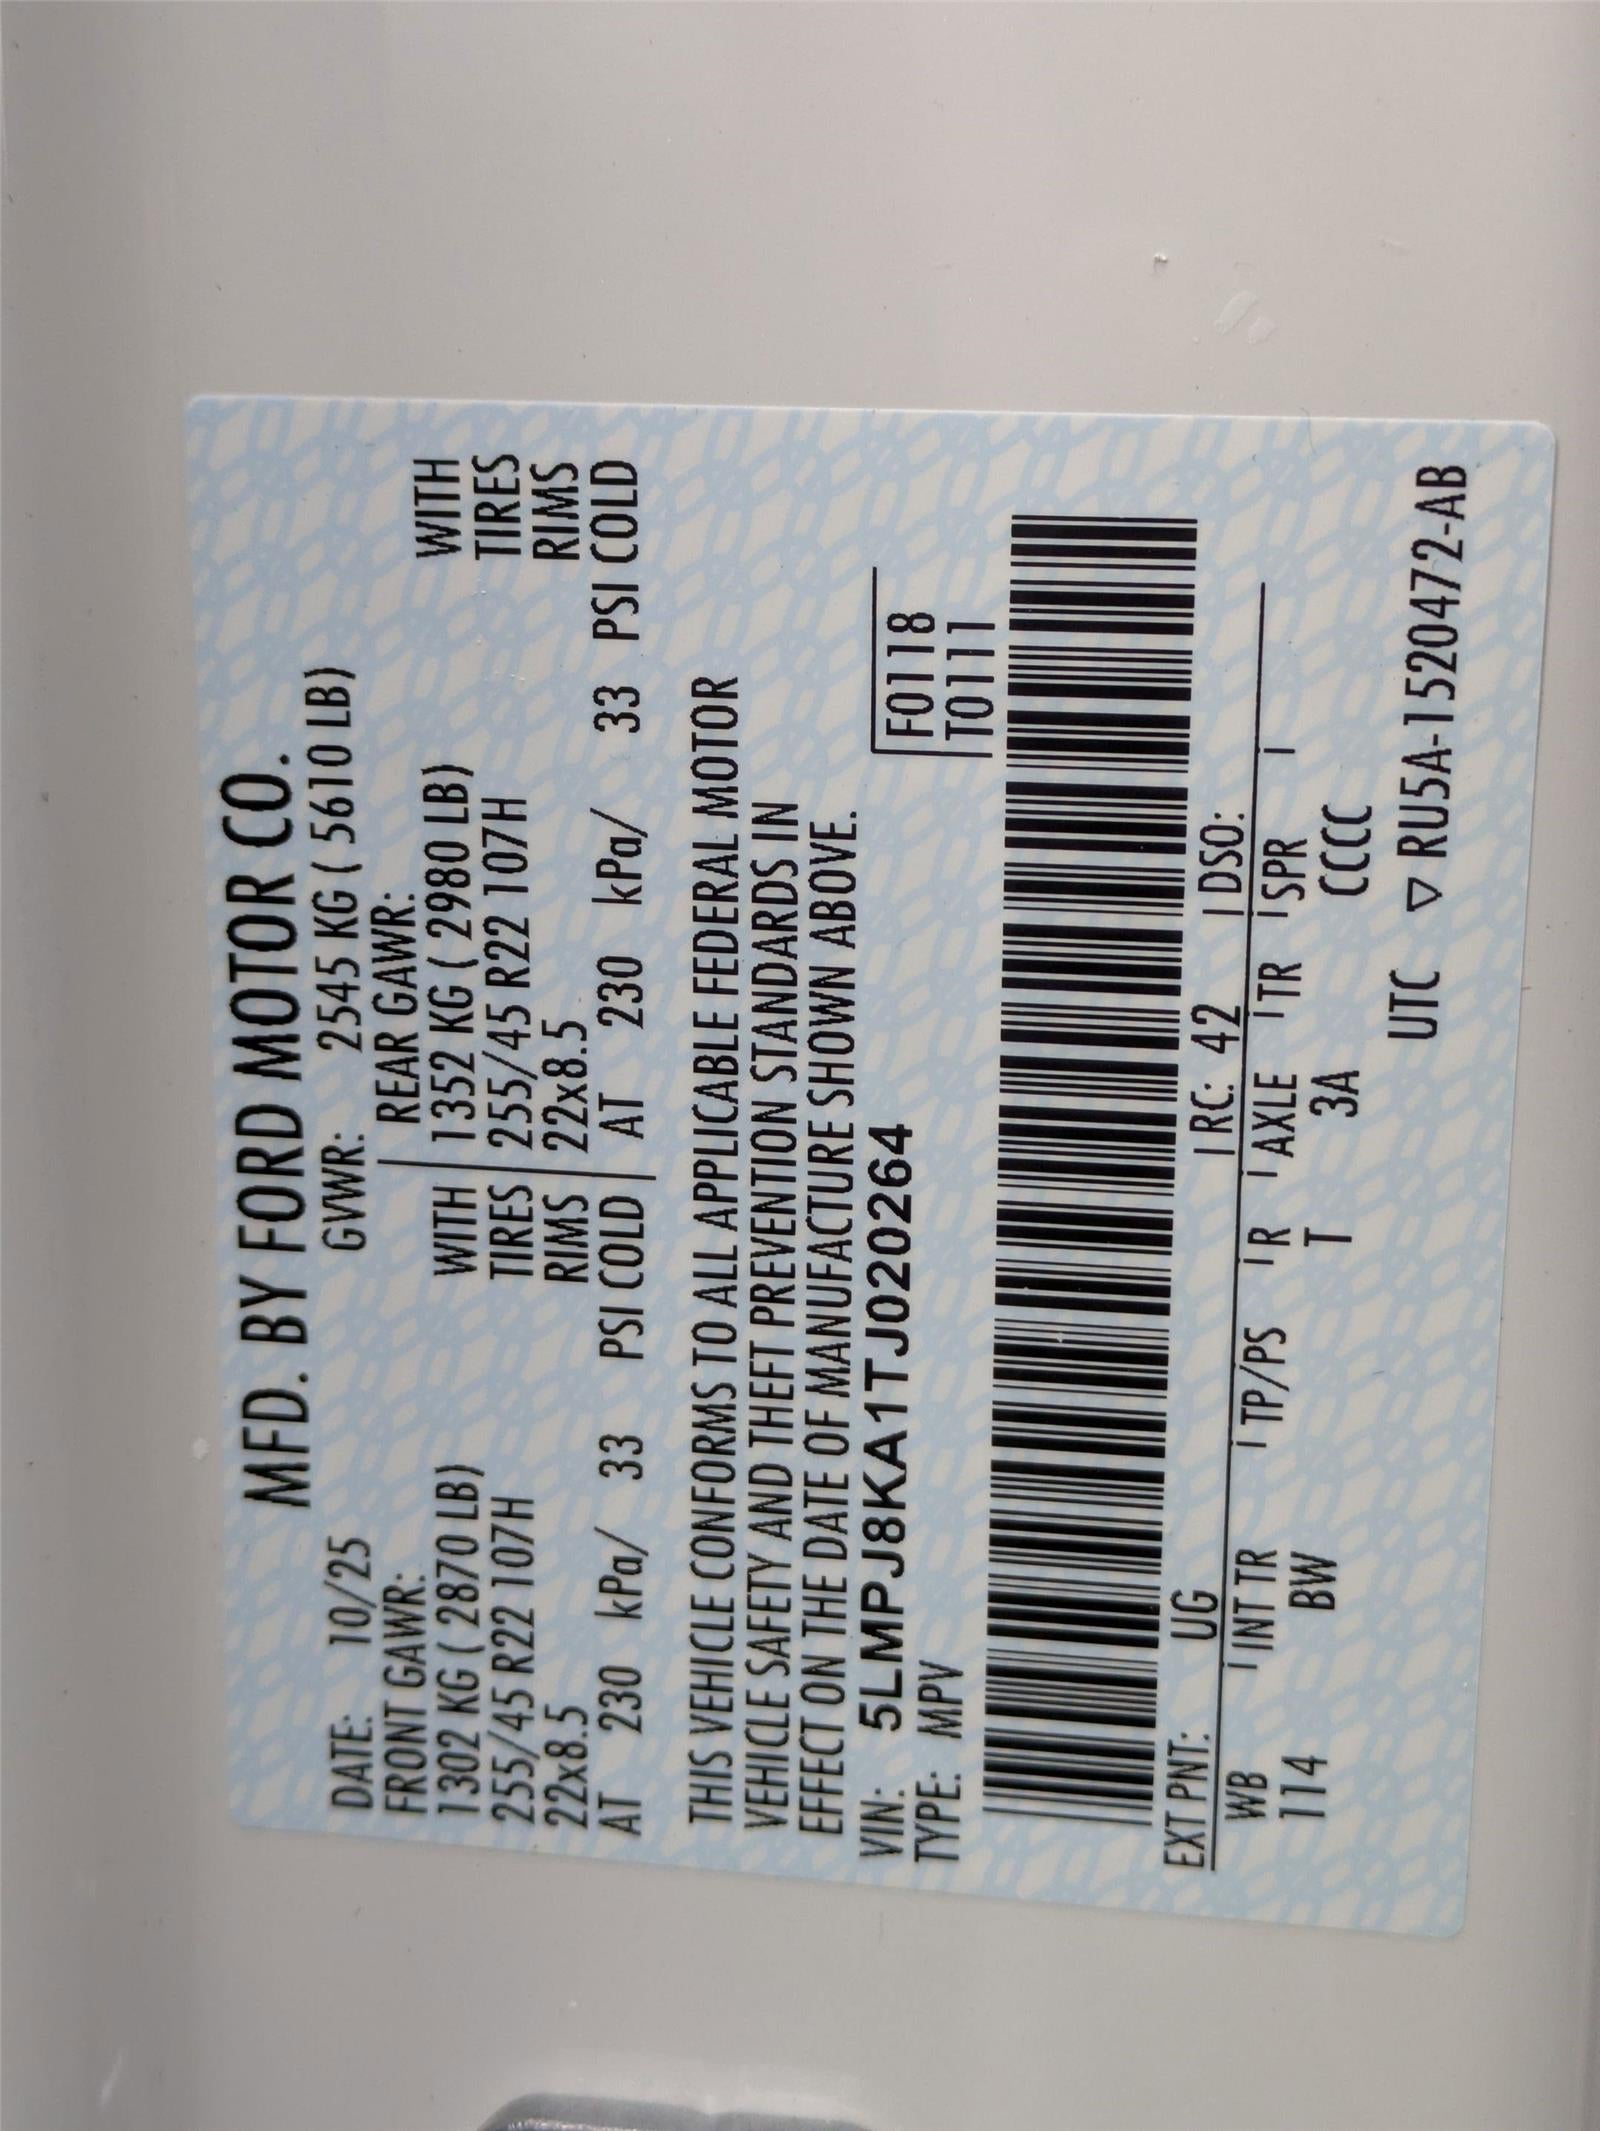 MFD. BY FORD MOTOR CO.
DATE: 10/25 GVWR: 2545 KG ( 5610 LB)
FRONT GAWR: REAR GAWR:
1302 KG ( 2870 LB) WITH 1352 KG ( 2980 LB) WITH
255/45 R22 107H TIRES 255/45 R22 107H TIRES
22x8.5 RIMS 22x8.5 RIMS
AT 230 kPa/ 33 PSI COLD AT 230 kPa/ 33 PSI COLD
THIS VEHICLE CONFORMS TO ALL APPLICABLE FEDERAL MOTOR
VEHICLE SAFETY AND THEFT PREVENTION STANDARDS IN
EFFECT ON THE DATE OF MANUFACTURE SHOWN ABOVE.
VIN: 5LMPJ8KA1TJ020264
TYPE: MPV
F0118
T0111
EXT PNT: UG RC: 42 DSO:
WB INT TR TP/PS R AXLE TR SPR
114 BW T 3A CCCC
UTC ▽ RU5A-1520472-AB